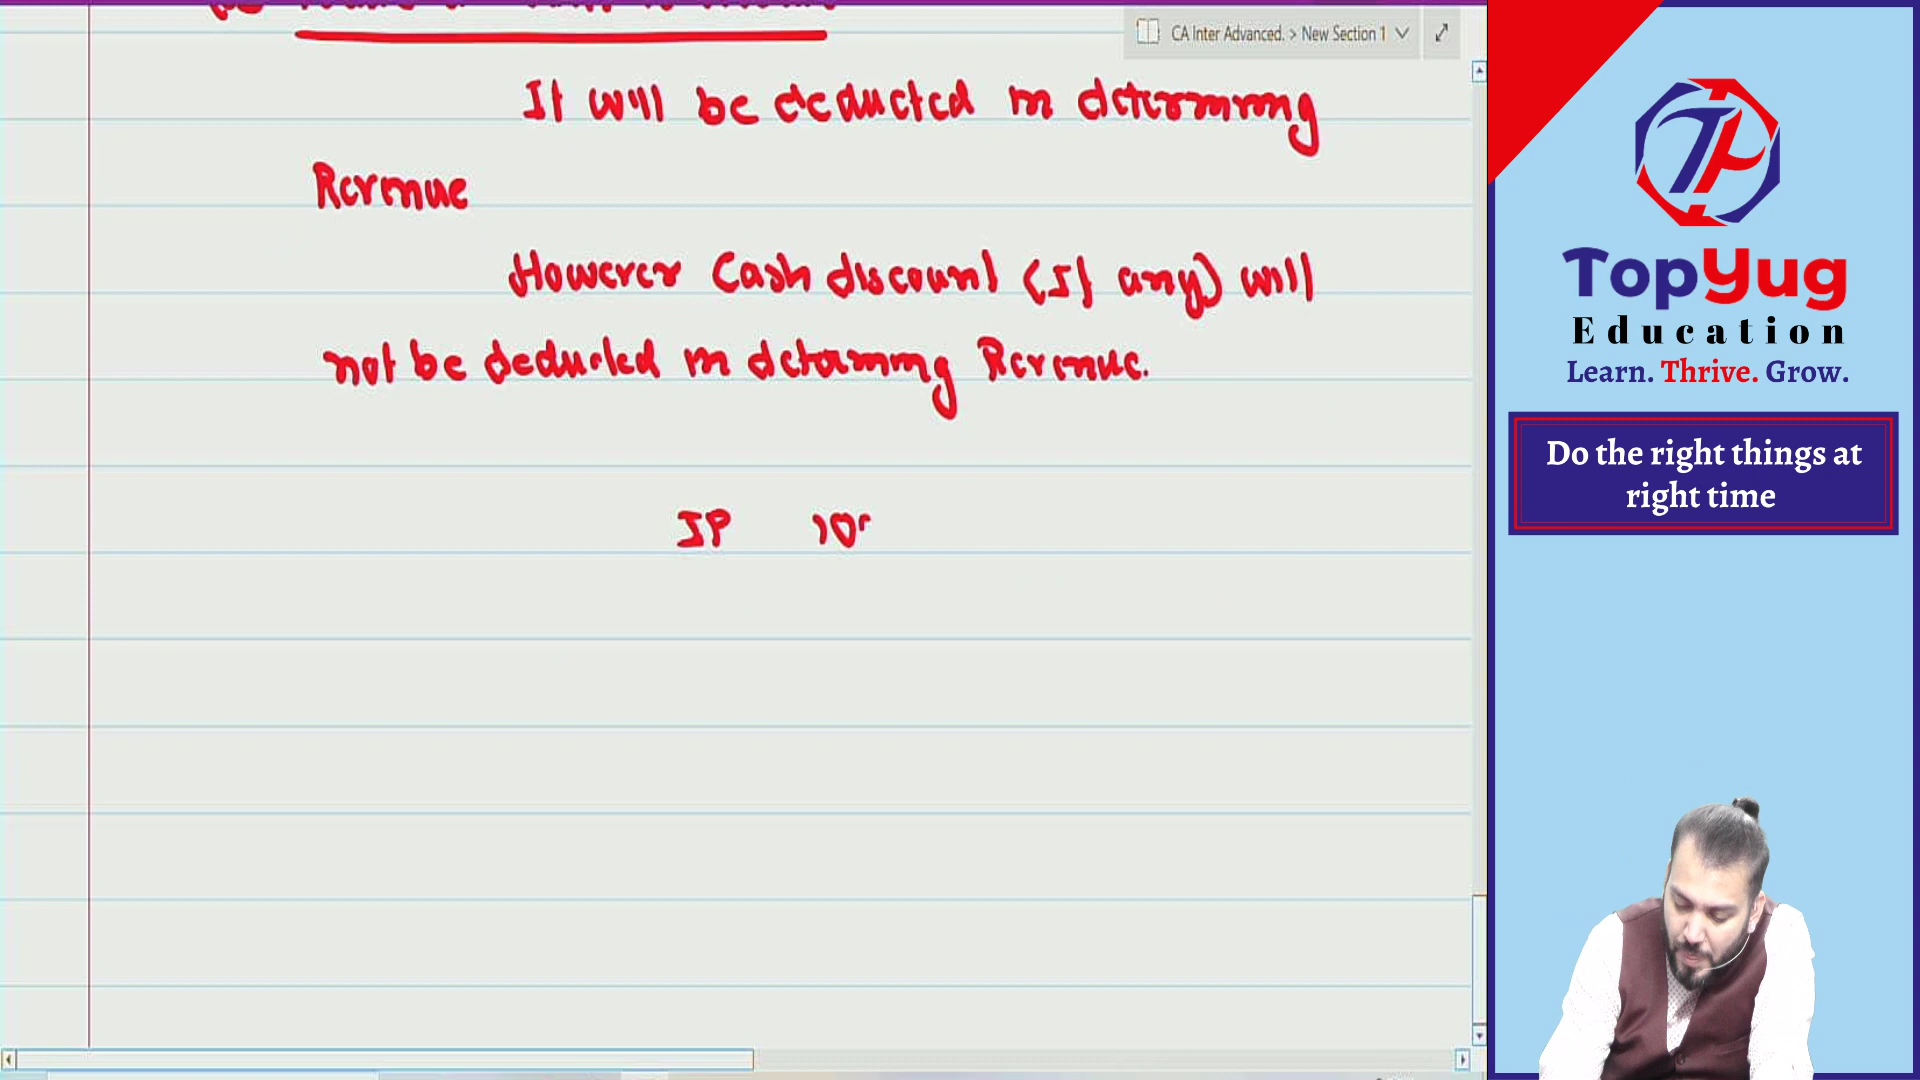 CA Inter Advanced. > New Section 1
It will be deducted in determining
Revenue
However Cash discount (If any) will
not be deducted in determining Revenue.
IP 10
TopYug
Education
Learn. Thrive. Grow.
Do the right things at
right time